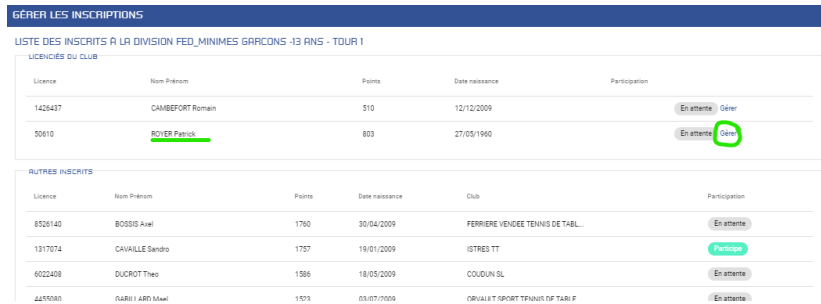 GÉRER LES INSCRIPTIONS
LISTE DES INSCRITS À LA DIVISION FED_MINIMES GARCONS -13 ANS - TOUR 1
LICENCIÉS DU CLUB
Licence Nom Prénom Points Date naissance Participation
1426437 CAMBEFORT Romain 510 12/12/2009 En attente Gérer
50610 ROYER Patrick 803 27/05/1960 En attente Gérer
AUTRES INSCRITS
Licence Nom Prénom Points Date naissance Club Participation
8526140 BOSSIS Axel 1760 30/04/2009 FERRIERE VENDEE TENNIS DE TABL... En attente
1317074 CAVAILLE Sandro 1757 19/01/2009 ISTRES TT Participe
6022408 DUCROT Theo 1586 18/05/2009 COUDUN SL En attente
4455080 GABILLARD Mael 1523 03/07/2009 ORVAULT SPORT TENNIS DE TABLE En attente